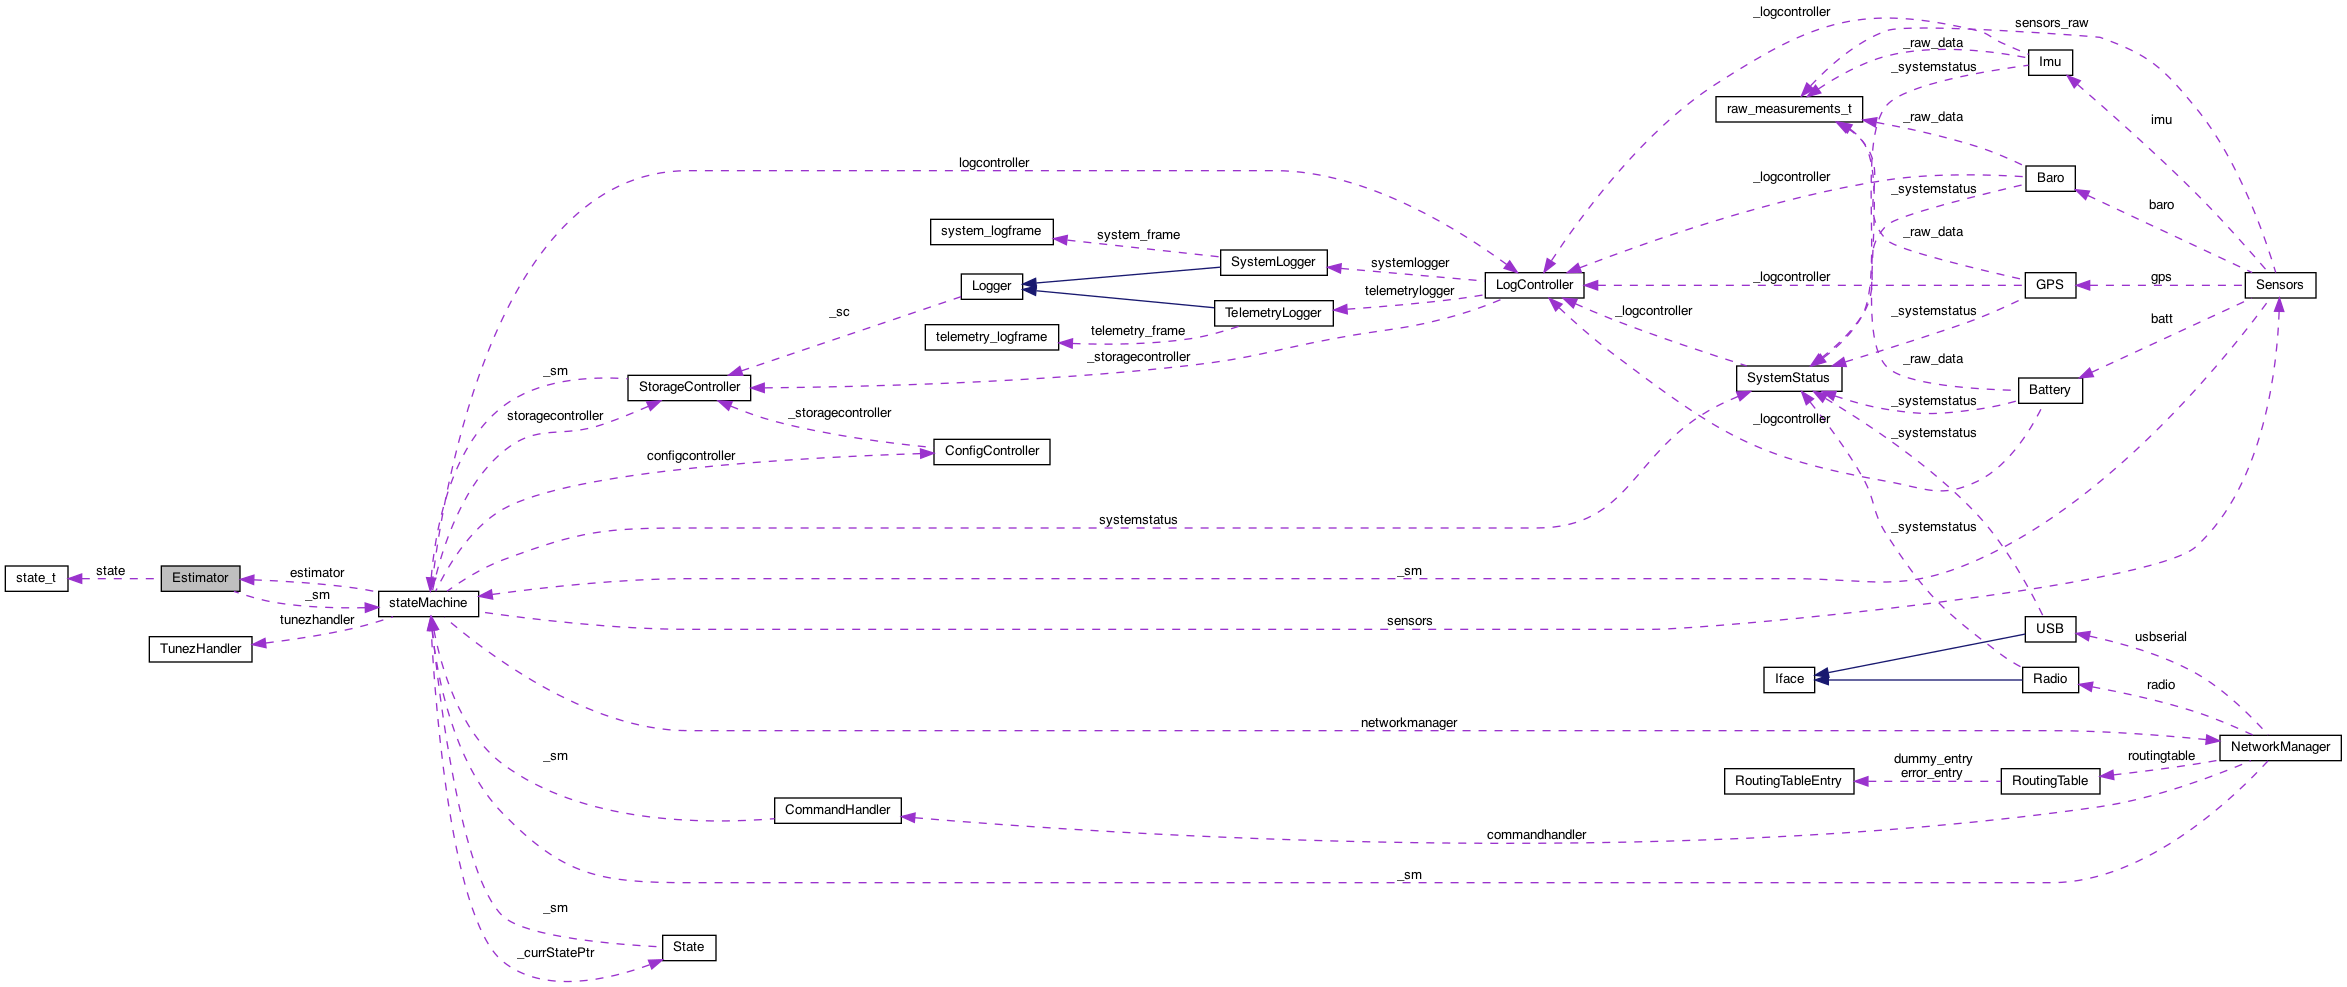 _logcontroller
sensors_raw
_raw_data
Imu
_systemstatus
raw_measurements_t
_raw_data
imu
logcontroller
_logcontroller
Baro
_systemstatus
baro
system_logframe
system_frame
_raw_data
SystemLogger
systemlogger
_logcontroller
gps
Logger
LogController
GPS
Sensors
telemetrylogger
_sc
TelemetryLogger
_logcontroller
_systemstatus
batt
telemetry_logframe
telemetry_frame
_storagecontroller
_raw_data
_sm
SystemStatus
StorageController
Battery
_systemstatus
storagecontroller
_storagecontroller
_logcontroller
_systemstatus
configcontroller
ConfigController
systemstatus
_systemstatus
state_t
state
Estimator
estimator
_sm
_sm
stateMachine
tunezhandler
sensors
USB
usbserial
TunezHandler
Iface
Radio
radio
networkmanager
NetworkManager
_sm
dummy_entry
error_entry
routingtable
RoutingTableEntry
RoutingTable
CommandHandler
commandhandler
_sm
_sm
State
_currStatePtr